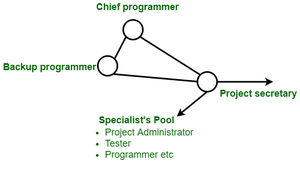 Chief programmer
Backup programmer
Project secretary
Specialist's Pool
• Project Administrator
• Tester
• Programmer etc